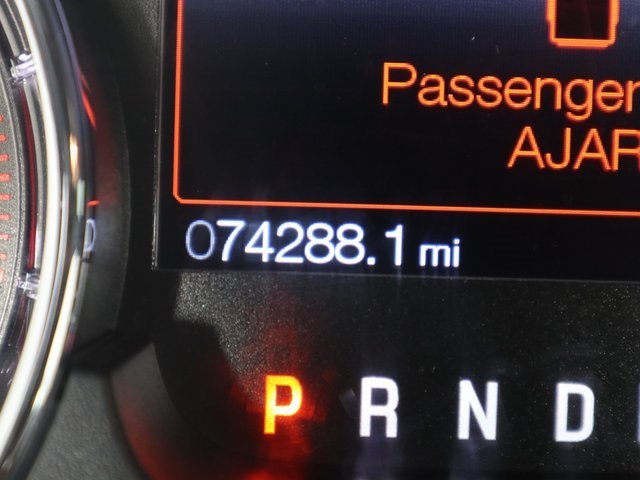 Passenger
AJAR
074288.1 mi
P R N D